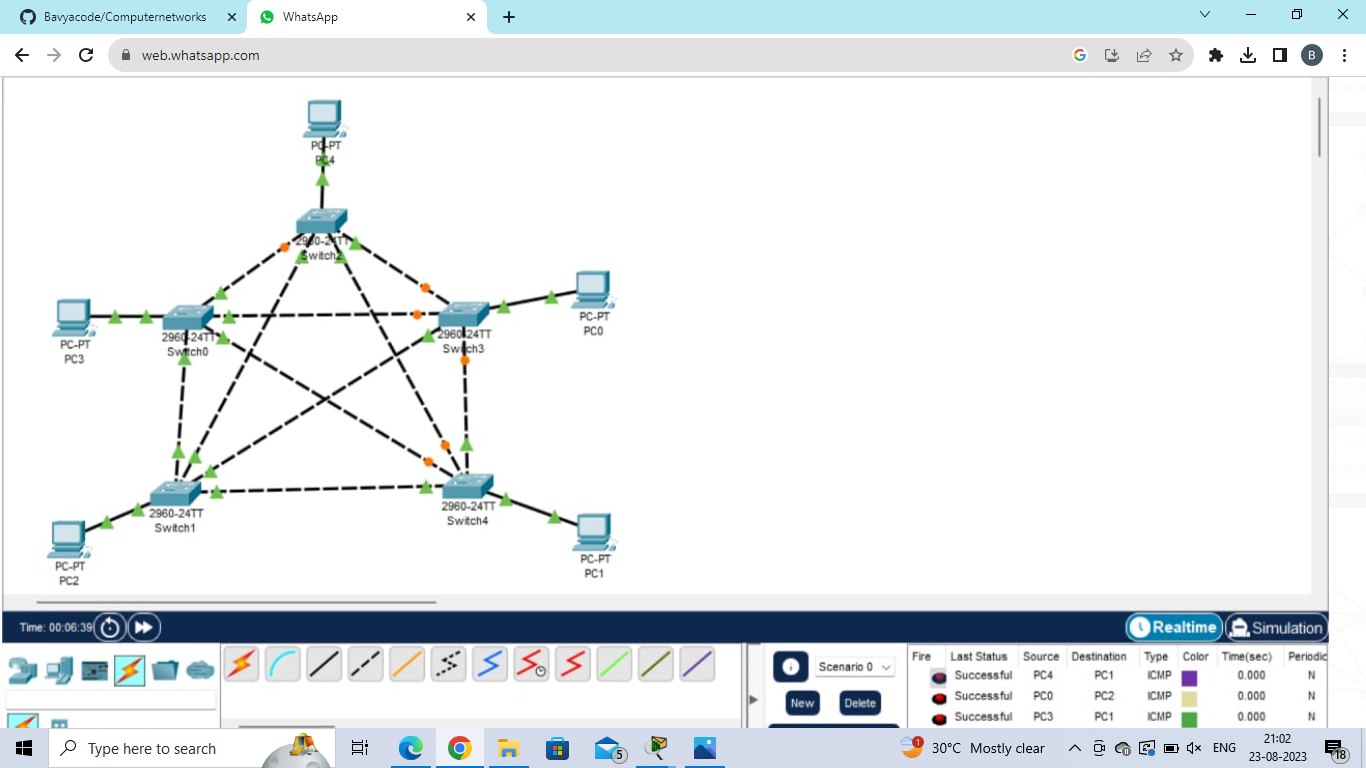 Bavyacode/Computernetworks
WhatsApp
web.whatsapp.com
B
PC-PT
PC4
2960-24TT
Switch2
PC-PT
PC0
2960-24TT
Switch0
2960-24TT
Switch3
PC-PT
PC3
2960-24TT
Switch1
2960-24TT
Switch4
PC-PT
PC2
PC-PT
PC1
Time: 00:06:39
Realtime
Simulation
Scenario 0
New
Delete
Fire Last Status Source Destination Type Color Time(sec) Periodic
Successful PC4 PC1 ICMP 0.000 N
Successful PC0 PC2 ICMP 0.000 N
Successful PC3 PC1 ICMP 0.000 N
Type here to search
5
1
30°C Mostly clear
ENG
21:02
23-08-2023
18